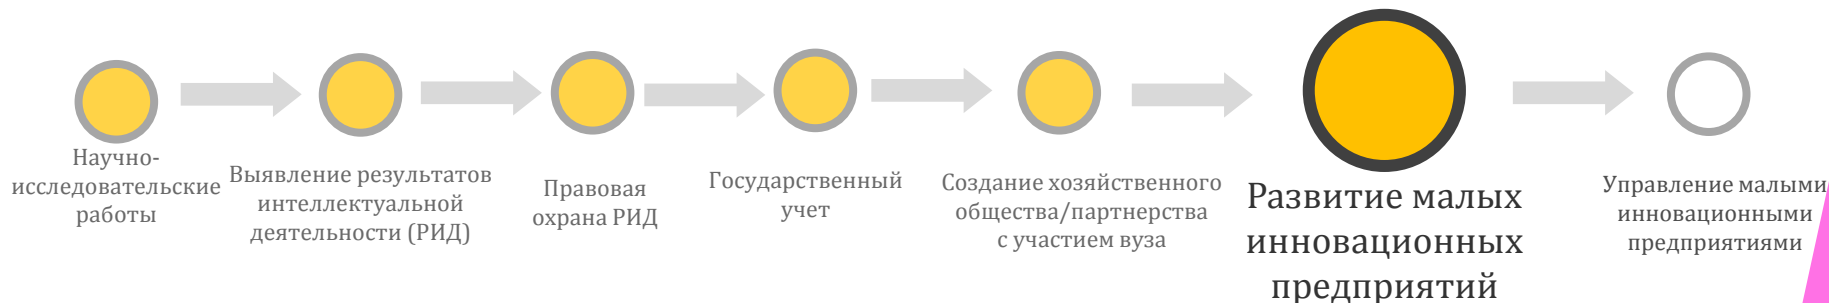 Научно-
исследовательские
работы
Выявление результатов
интеллектуальной
деятельности (РИД)
Правовая
охрана РИД
Государственный
учет
Создание хозяйственного
общества/партнерства
с участием вуза
Развитие малых
инновационных
предприятий
Управление малыми
инновационными
предприятиями